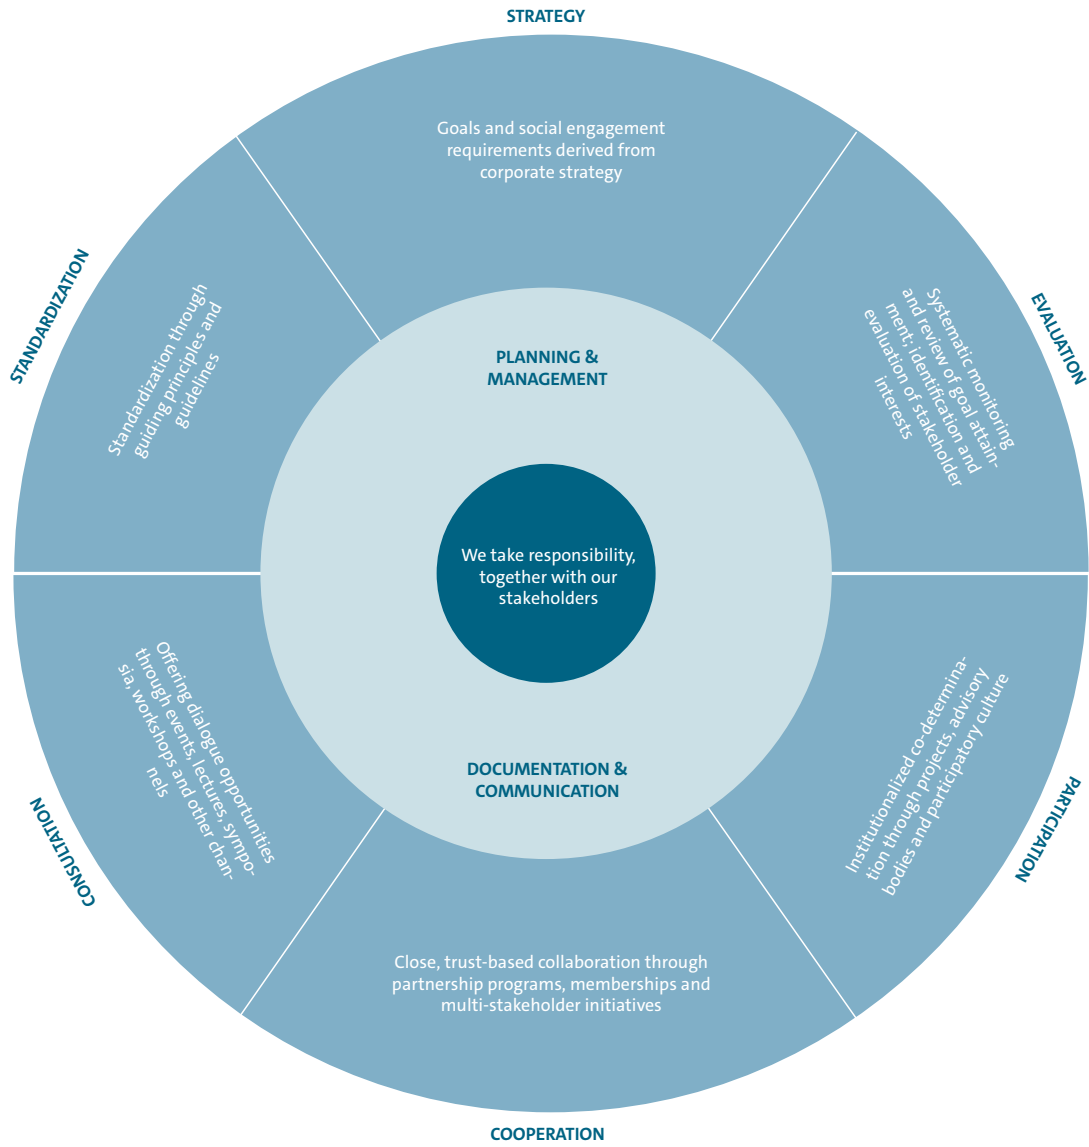 STRATEGY
Goals and social engagement
requirements derived from
corporate strategy
STANDARDIZATION
Standardization through
guiding principles and
guidelines
EVALUATION
Systematic monitoring
and review of goal attain-
ment; identification and
evaluation of stakeholder
interests
PLANNING &
MANAGEMENT
We take responsibility,
together with our
stakeholders
DOCUMENTATION &
COMMUNICATION
CONSULTATION
Offering dialogue opportunities
through events, lectures, sympo-
sia, workshops and other chan-
nels
PARTICIPATION
Institutionalized co-determina-
tion through projects, advisory
bodies and participatory culture
Close, trust-based collaboration through
partnership programs, memberships and
multi-stakeholder initiatives
COOPERATION